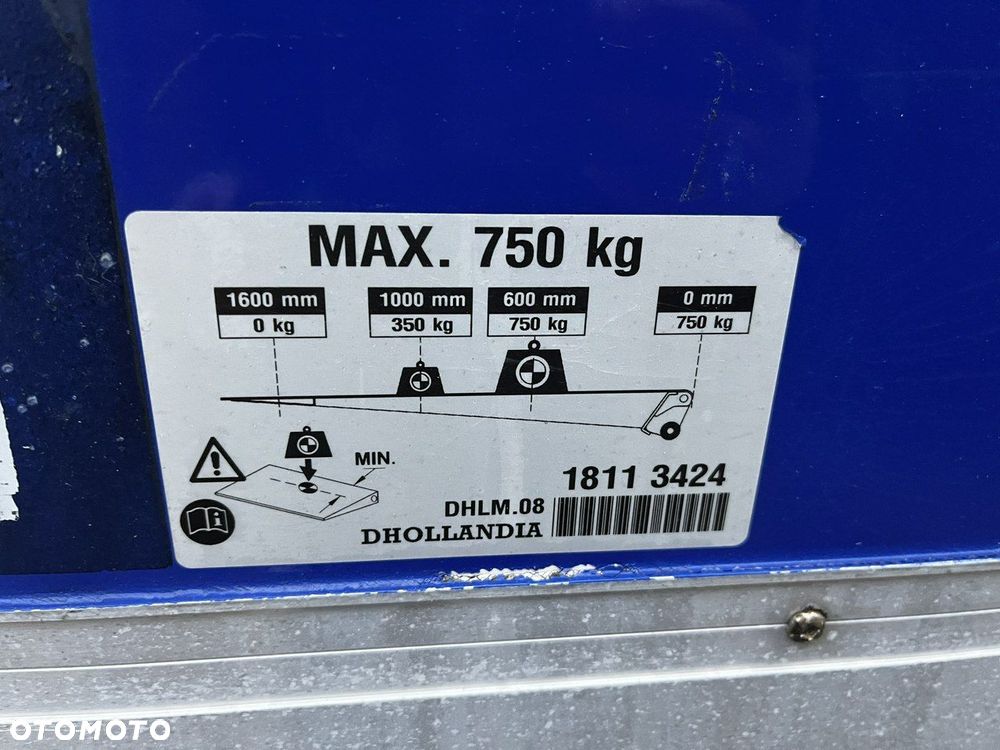 MAX. 750 kg
1600 mm
0 kg
1000 mm
350 kg
600 mm
750 kg
0 mm
750 kg
MIN.
1811 3424
DHLM.08
DHOLLANDIA
OTOMOTO